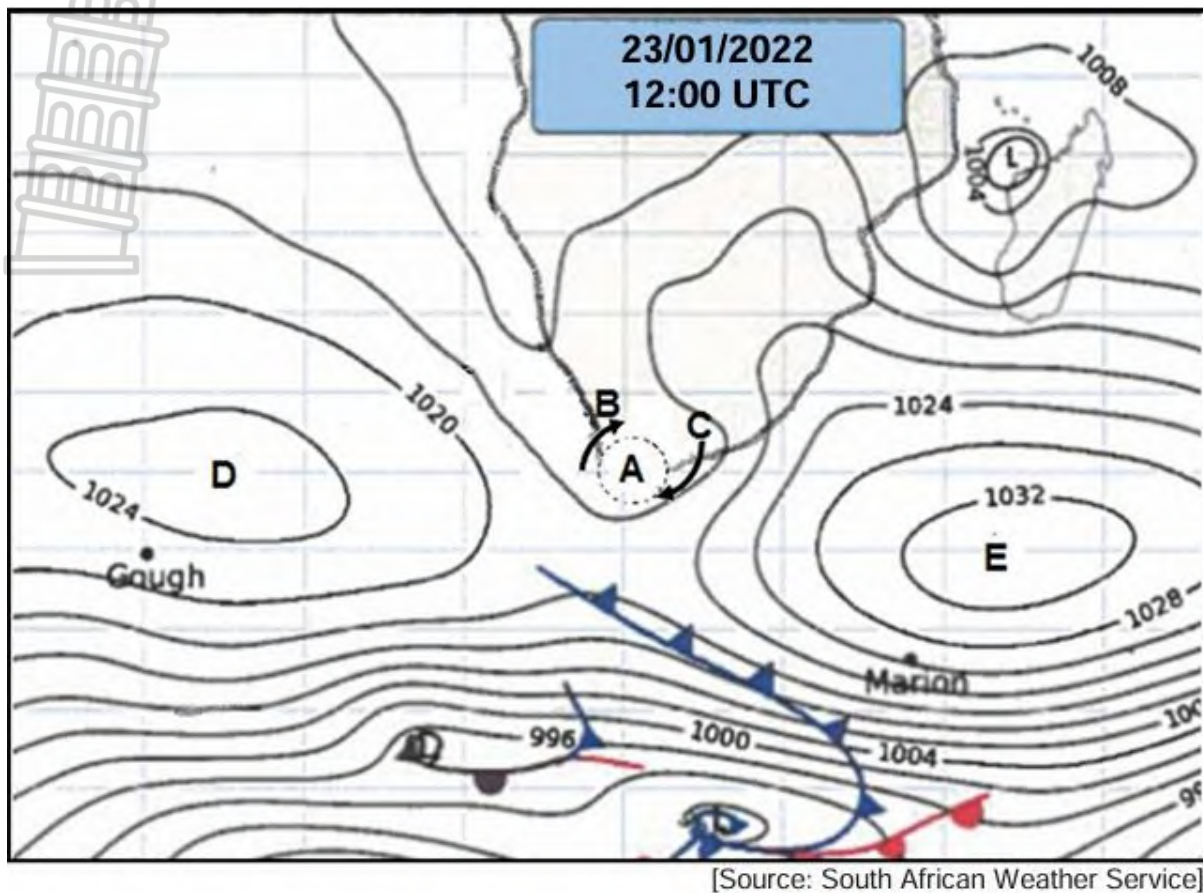 23/01/2022
12:00 UTC
1008
L
1004
1020
1024
B
C
A
D
1024
1032
E
Gough
1028
Marion
996
1000
1004
[Source: South African Weather Service]